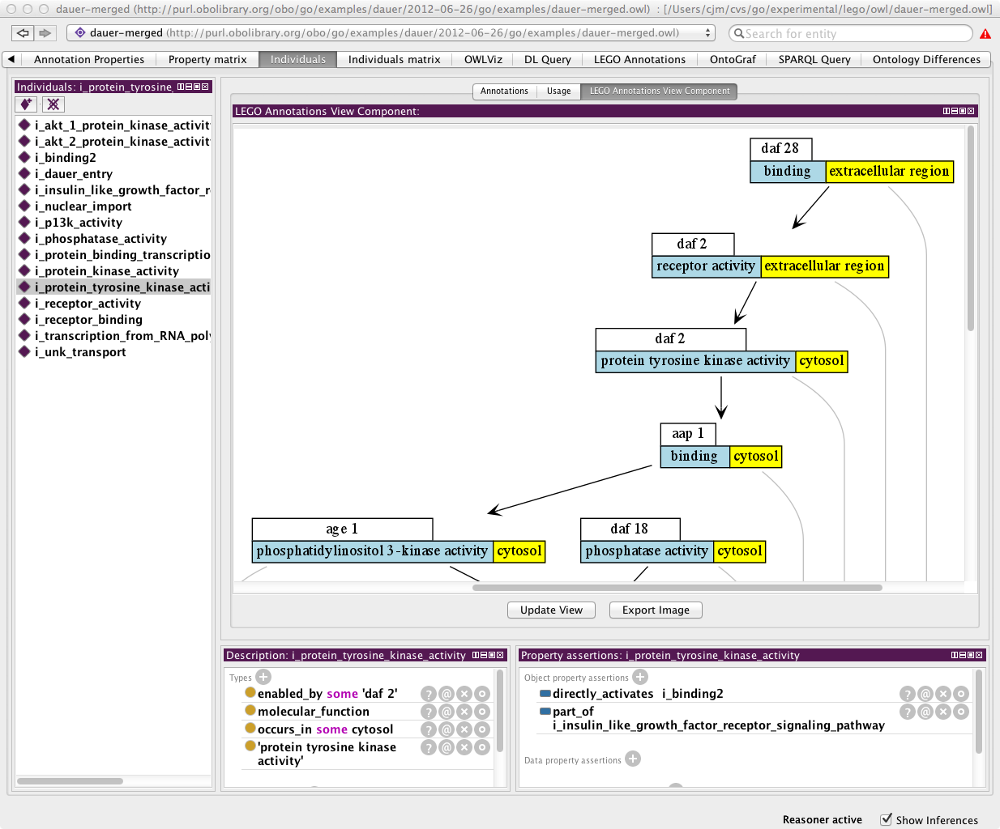 dauer-merged (http://purl.obolibrary.org/obo/go/examples/dauer/2012-06-26/go/examples/dauer-merged.owl) : [/Users/cjm/cvs/go/experimental/lego/owl/dauer-merged.owl]
dauer-merged (http://purl.obolibrary.org/obo/go/examples/dauer/2012-06-26/go/examples/dauer-merged.owl)
Search for entity
Annotation Properties
Property matrix
Individuals
Individuals matrix
OWLViz
DL Query
LEGO Annotations
OntoGraf
SPARQL Query
Ontology Differences
Individuals: i_protein_tyrosine_
i_akt_1_protein_kinase_activit
i_akt_2_protein_kinase_activit
i_binding2
i_dauer_entry
i_insulin_like_growth_factor_r
i_nuclear_import
i_p13k_activity
i_phosphatase_activity
i_protein_binding_transcriptio
i_protein_kinase_activity
i_protein_tyrosine_kinase_acti
i_receptor_activity
i_receptor_binding
i_transcription_from_RNA_poly
i_unk_transport
Annotations
Usage
LEGO Annotations View Component
LEGO Annotations View Component:
daf 28
binding
extracellular region
daf 2
receptor activity
extracellular region
daf 2
protein tyrosine kinase activity
cytosol
aap 1
binding
cytosol
age 1
phosphatidylinositol 3-kinase activity
cytosol
daf 18
phosphatase activity
cytosol
Update View
Export Image
Description: i_protein_tyrosine_kinase_activity
Types
enabled_by some 'daf 2'
molecular_function
occurs_in some cytosol
'protein tyrosine kinase
activity'
Property assertions: i_protein_tyrosine_kinase_activity
Object property assertions
directly_activates i_binding2
part_of
i_insulin_like_growth_factor_receptor_signaling_pathway
Data property assertions
Reasoner active
Show Inferences